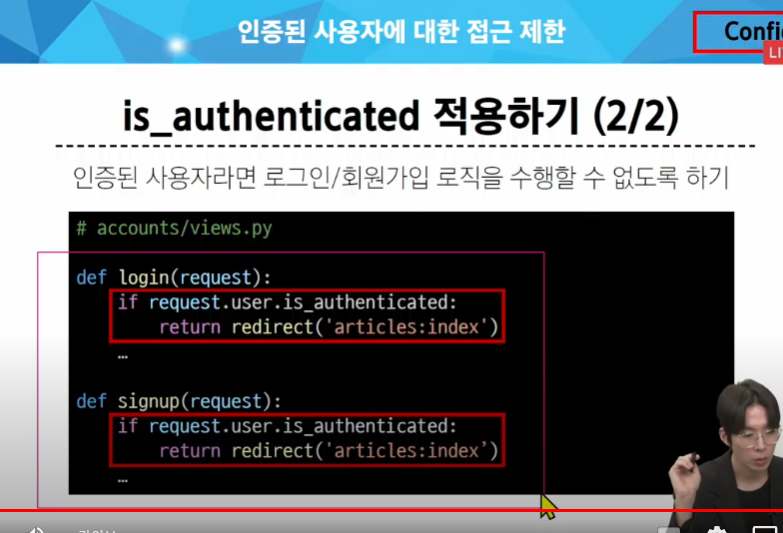 인증된 사용자에 대한 접근 제한
is_authenticated 적용하기 (2/2)
인증된 사용자라면 로그인/회원가입 로직을 수행할 수 없도록 하기
# accounts/views.py
def login(request):
if request.user.is_authenticated:
return redirect('articles:index')
…
def signup(request):
if request.user.is_authenticated:
return redirect('articles:index’)
…